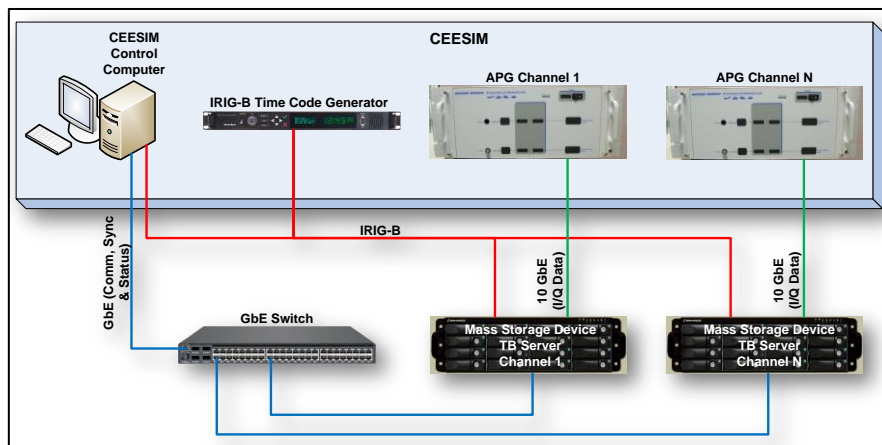 CEESIM
Control
Computer
CEESIM
APG Channel 1
APG Channel N
IRIG-B Time Code Generator
IRIG-B
GbE (Comm, Sync
& Status)
10 GbE
(I/Q Data)
10 GbE
(I/Q Data)
GbE Switch
Mass Storage Device
TB Server
Channel 1
Mass Storage Device
TB Server
Channel N